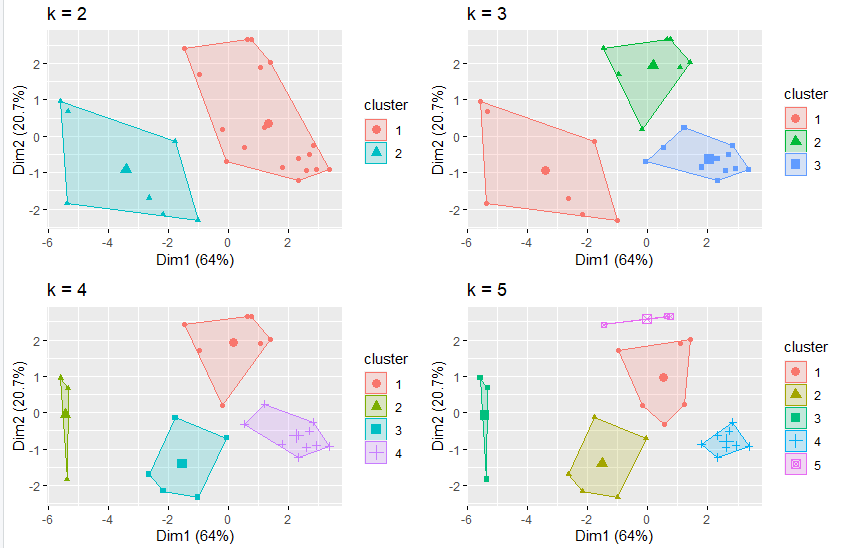 k = 2
Dim2 (20.7%)
2
1
0
-1
-2
-6 -4 -2 0 2
Dim1 (64%)
cluster
1
2
k = 3
Dim2 (20.7%)
2
1
0
-1
-2
-6 -4 -2 0 2
Dim1 (64%)
cluster
1
2
3
k = 4
Dim2 (20.7%)
2
1
0
-1
-2
-6 -4 -2 0 2
Dim1 (64%)
cluster
1
2
3
4
k = 5
Dim2 (20.7%)
2
1
0
-1
-2
-6 -4 -2 0 2
Dim1 (64%)
cluster
1
2
3
4
5